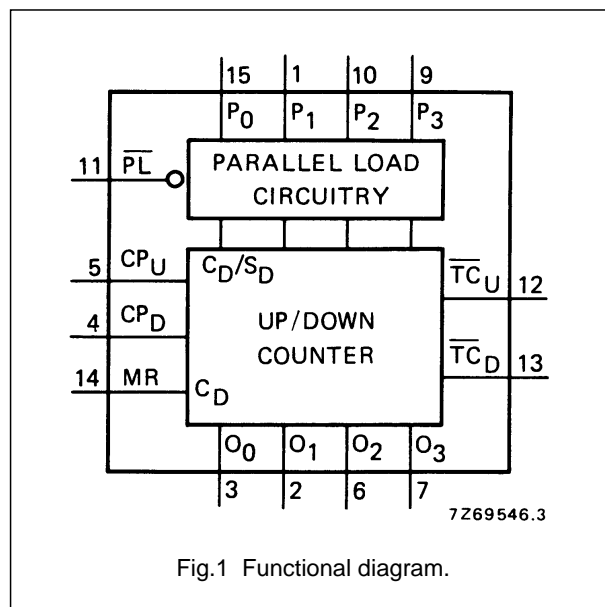 15 1 10 9
P0 P1 P2 P3
11 PL
PARALLEL LOAD
CIRCUITRY
5 CPU
CD/SD
TCU 12
4 CPD
UP/DOWN
COUNTER
TCD 13
14 MR
CD
O0 O1 O2 O3
3 2 6 7
7Z69546.3
Fig.1 Functional diagram.